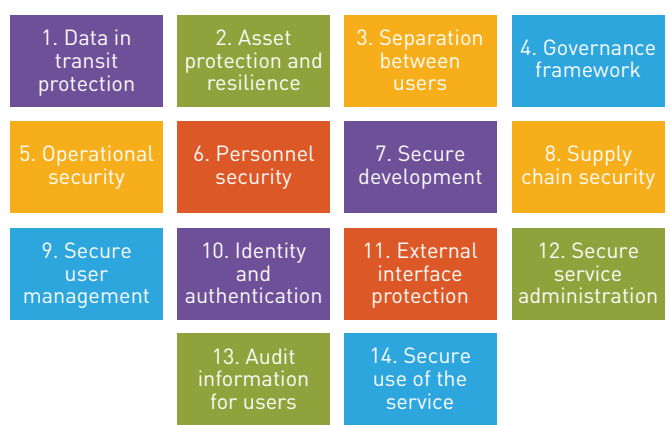 1. Data in
transit
protection
2. Asset
protection and
resilience
3. Separation
between
users
4. Governance
framework
5. Operational
security
6. Personnel
security
7. Secure
development
8. Supply
chain security
9. Secure
user
management
10. Identity
and
authentication
11. External
interface
protection
12. Secure
service
administration
13. Audit
information
for users
14. Secure
use of the
service